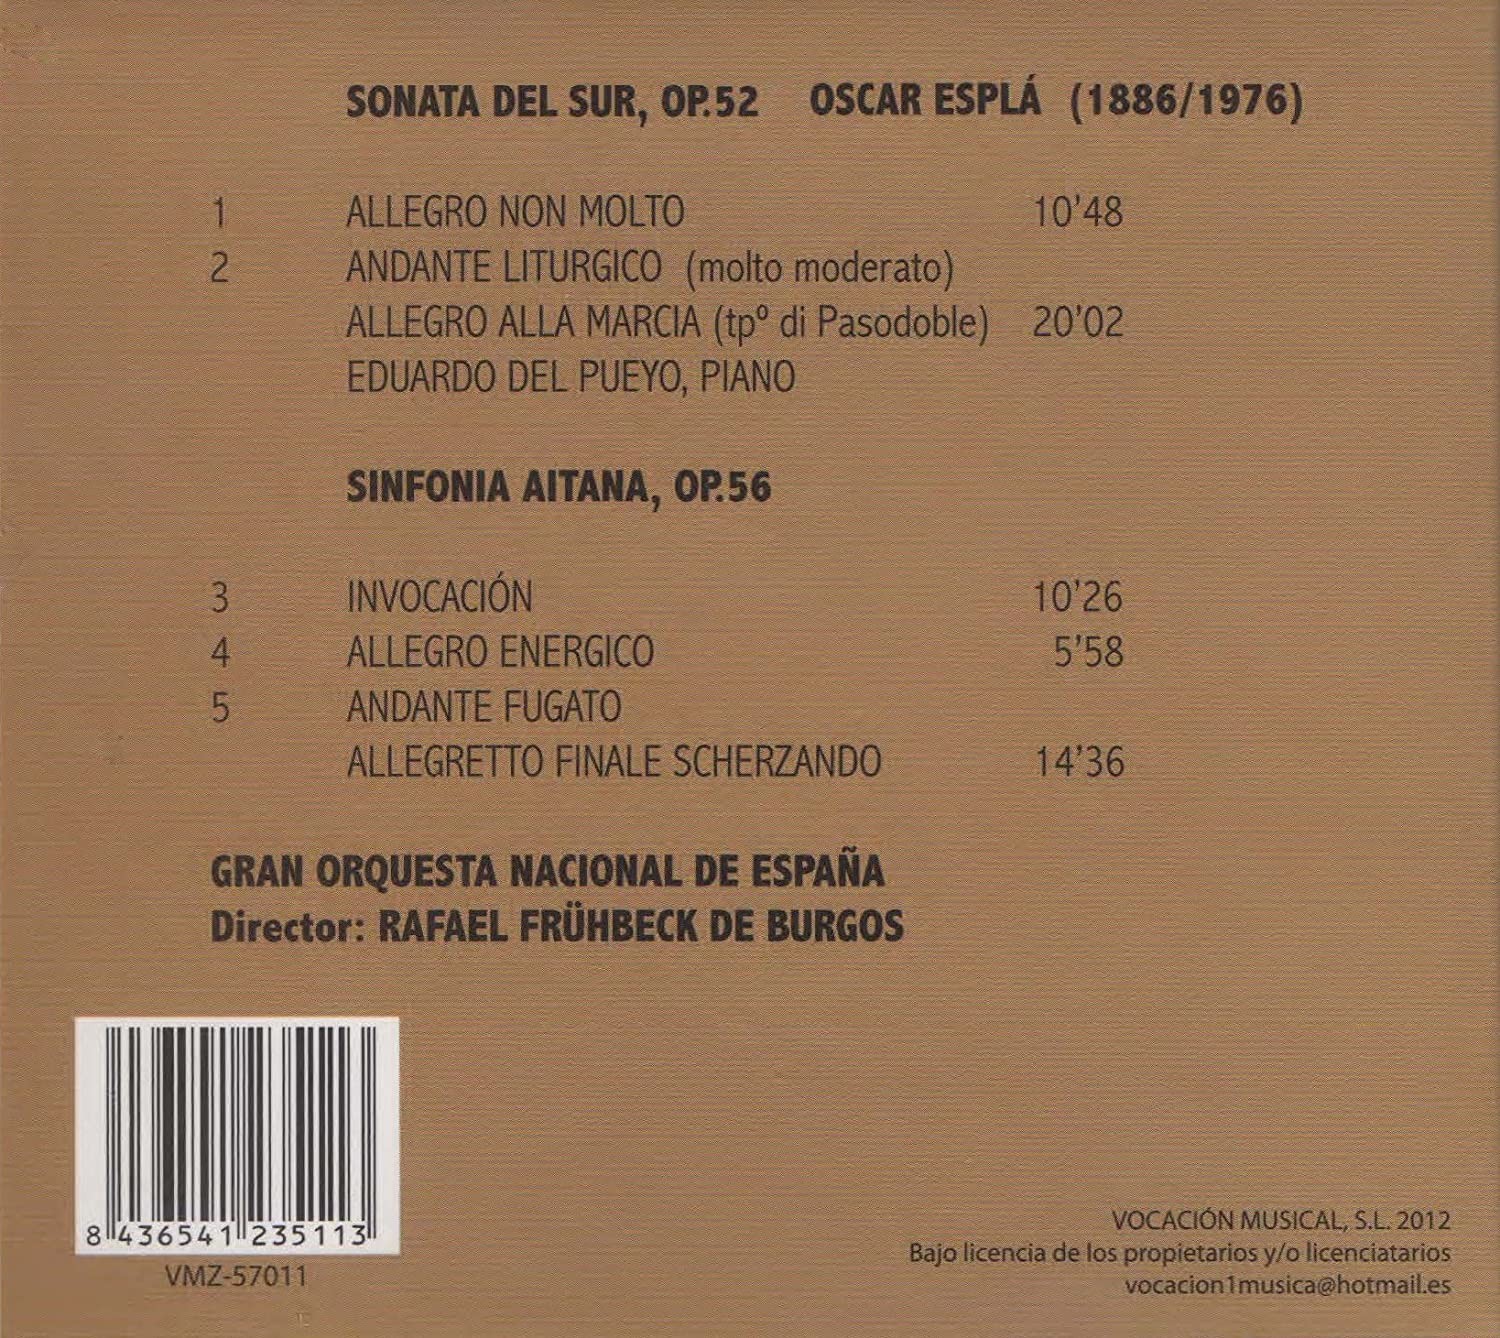 SONATA DEL SUR, OP.52 OSCAR ESPLÁ (1886/1976)
1 ALLEGRO NON MOLTO 10'48
2 ANDANTE LITURGICO (molto moderato)
ALLEGRO ALLA MARCIA (tpº di Pasodoble) 20'02
EDUARDO DEL PUEYO, PIANO
SINFONIA AITANA, OP.56
3 INVOCACIÓN 10'26
4 ALLEGRO ENERGICO 5'58
5 ANDANTE FUGATO
ALLEGRETTO FINALE SCHERZANDO 14'36
GRAN ORQUESTA NACIONAL DE ESPAÑA
Director: RAFAEL FRÜHBECK DE BURGOS
8 436541 235113
VMZ-57011
VOCACIÓN MUSICAL, S.L. 2012
Bajo licencia de los propietarios y/o licenciatarios
vocacion1musica@hotmail.es